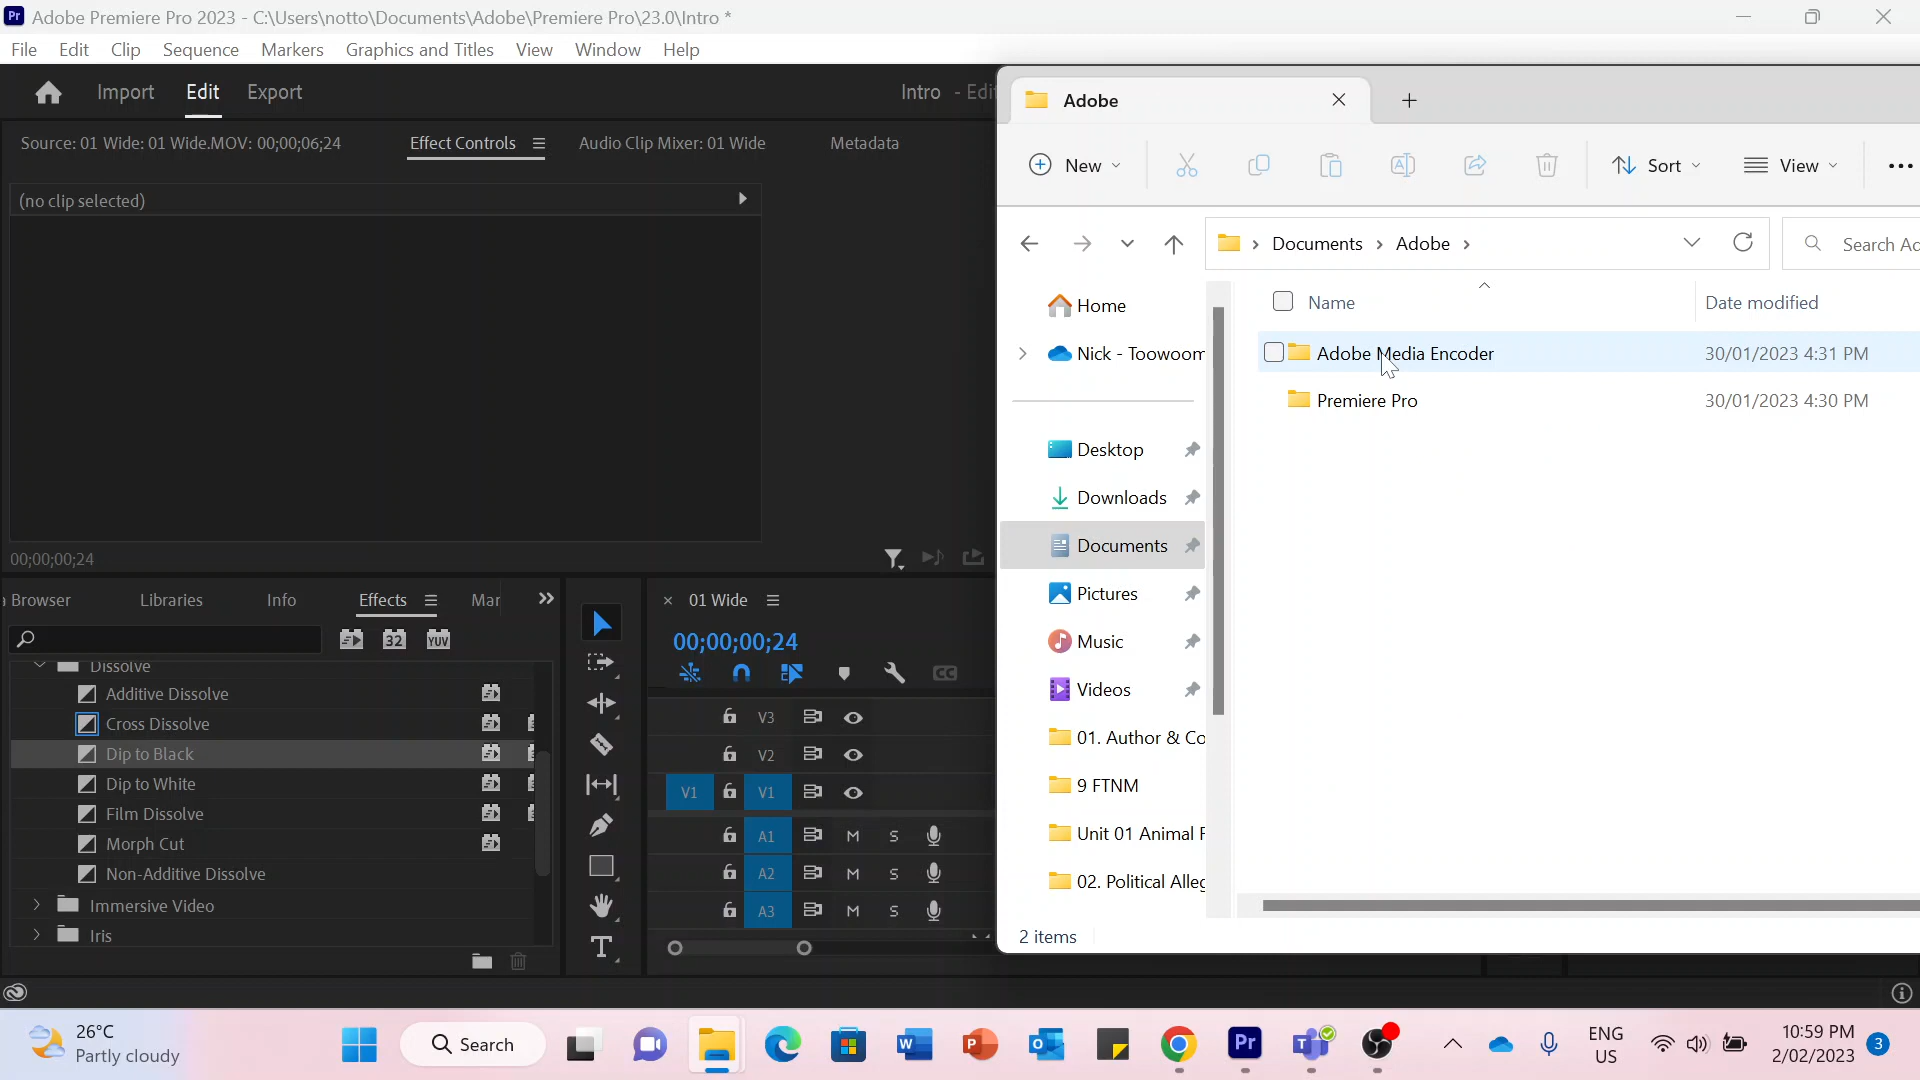 Pr Adobe Premiere Pro 2023 - C:\Users\notto\Documents\Adobe\Premiere Pro\23.0\Intro *
File Edit Clip Sequence Markers Graphics and Titles View Window Help
Import Edit Export Intro - Edit
Source: 01 Wide: 01 Wide.MOV: 00;00;06;24 Effect Controls Audio Clip Mixer: 01 Wide Metadata
(no clip selected)
00;00;00;24
Browser Libraries Info Effects Mar
32 YUV
Dissolve
Additive Dissolve
Cross Dissolve
Dip to Black
Dip to White
Film Dissolve
Morph Cut
Non-Additive Dissolve
Immersive Video
Iris
T
01 Wide
00;00;00;24
CC
V3
V2
V1 V1
A1 M S
A2 M S
A3 M S
Adobe
New Sort View
Documents Adobe Search Ad
Home
Nick - Toowoom
Desktop
Downloads
Documents
Pictures
Music
Videos
01. Author & Co
9 FTNM
Unit 01 Animal F
02. Political Alleg
Name Date modified
Adobe Media Encoder 30/01/2023 4:31 PM
Premiere Pro 30/01/2023 4:30 PM
2 items
26°C
Partly cloudy
Search
W P O Pr T
ENG
US
10:59 PM
2/02/2023
3